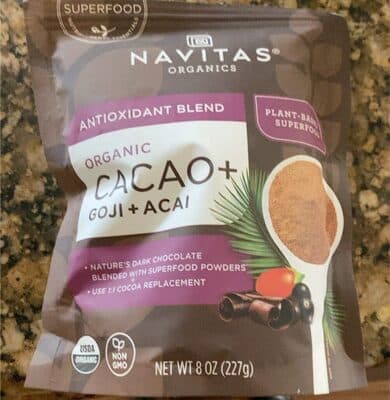 SUPERFOOD
NAVITAS®
ORGANICS
ANTIOXIDANT BLEND
PLANT-BASED
SUPERFOOD
ORGANIC
CACAO+
GOJI + ACAI
• NATURE'S DARK CHOCOLATE
BLENDED WITH SUPERFOOD POWDERS
• USE 1:1 COCOA REPLACEMENT
USDA
ORGANIC
NON
GMO
NET WT 8 OZ (227g)